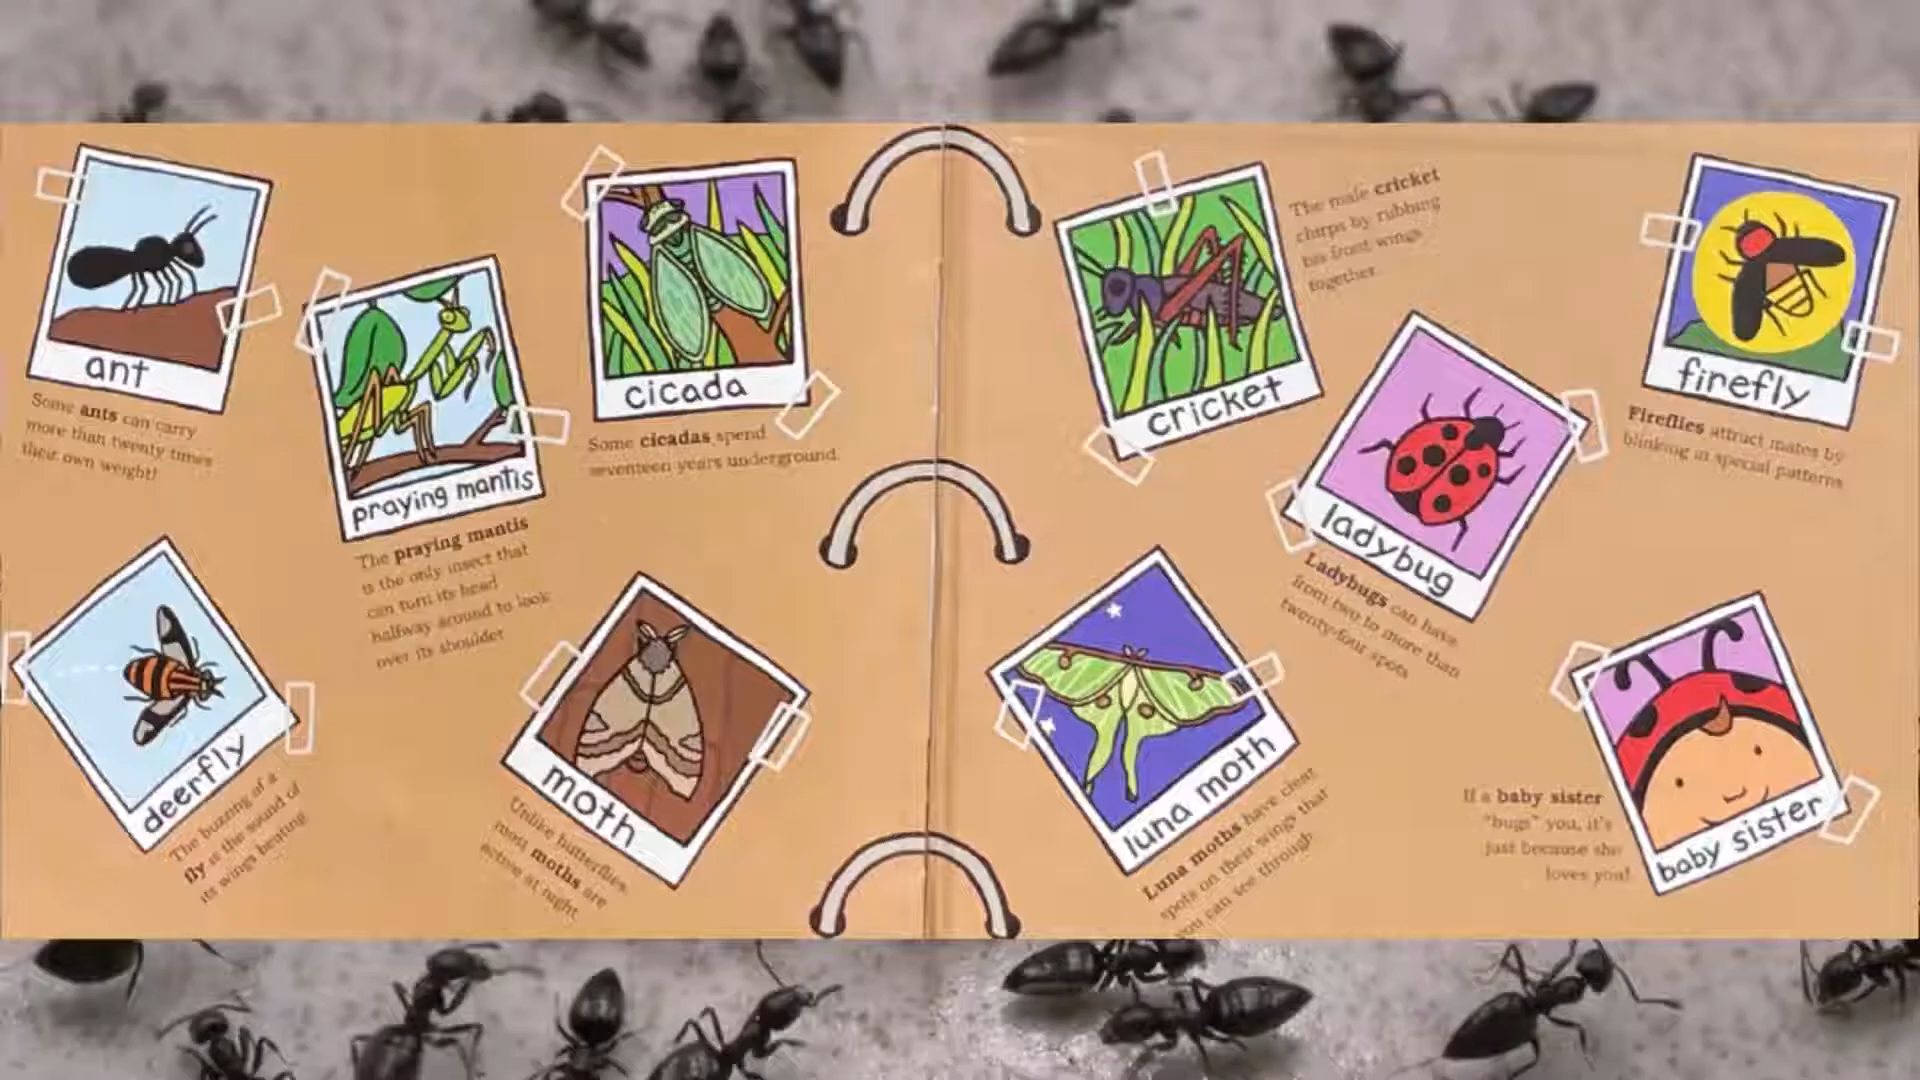 ant
Some ants can carry
more than twenty times
their own weight!
praying mantis
The praying mantis
is the only insect that
can turn its head
halfway around to look
over its shoulder
cicada
Some cicadas spend
seventeen years underground.
deerfly
The buzzing of a
fly is the sound of
its wings beating
moth
Unlike butterflies,
most moths are
active at night
cricket
The male cricket
chirps by rubbing
his front wings
together.
ladybug
Ladybugs can have
from two to more than
twenty-four spots
firefly
Fireflies attract mates by
blinking in special patterns
luna moth
Luna moths have clear
spots on their wings that
you can see through
baby sister
If a baby sister
"bugs" you, it's
just because she
loves you!